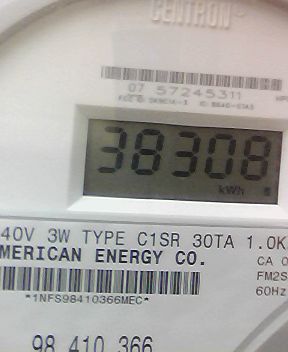 CENTRON
07 57245311
38308
kWh
40V 3W TYPE C1SR 30TA 1.0K
MERICAN ENERGY CO.
CA 0
FM2S
60Hz
*1NFS98410366MEC*
98 410 366